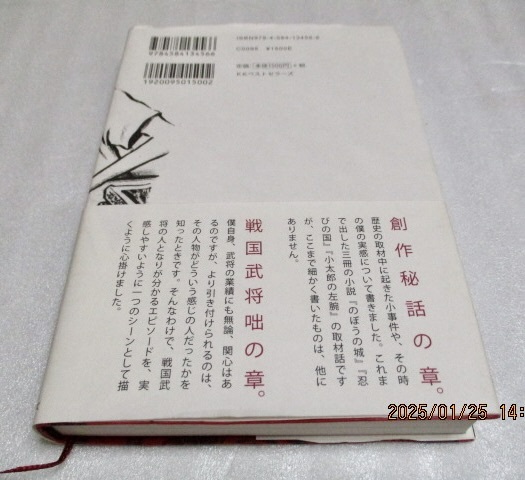 ISBN978-4-584-13456-6
9784584134566
C0095 ¥1500E
1920095015002
定価 本体1500円+税
KKベストセラーズ
創作秘話の章。
歴史の取材中に起きた小事件や、その時
の僕の実感について書きました。これま
で出した三冊の小説『のぼうの城』『忍
びの国』『小太郎の左腕』の取材話です
が、ここまで細かく書いたものは、他に
ありません。
戦国武将咄の章。
僕自身、武将の業績にも無論、関心はあ
るのですが、より引き付けられるのは、
その人物がどういう感じの人だったかを
知ったときです。そんなわけで、戦国武
将の人となりが分かるエピソードを、実
感しやすいように一つのシーンとして描
くように心掛けました。
2025/01/25 14: